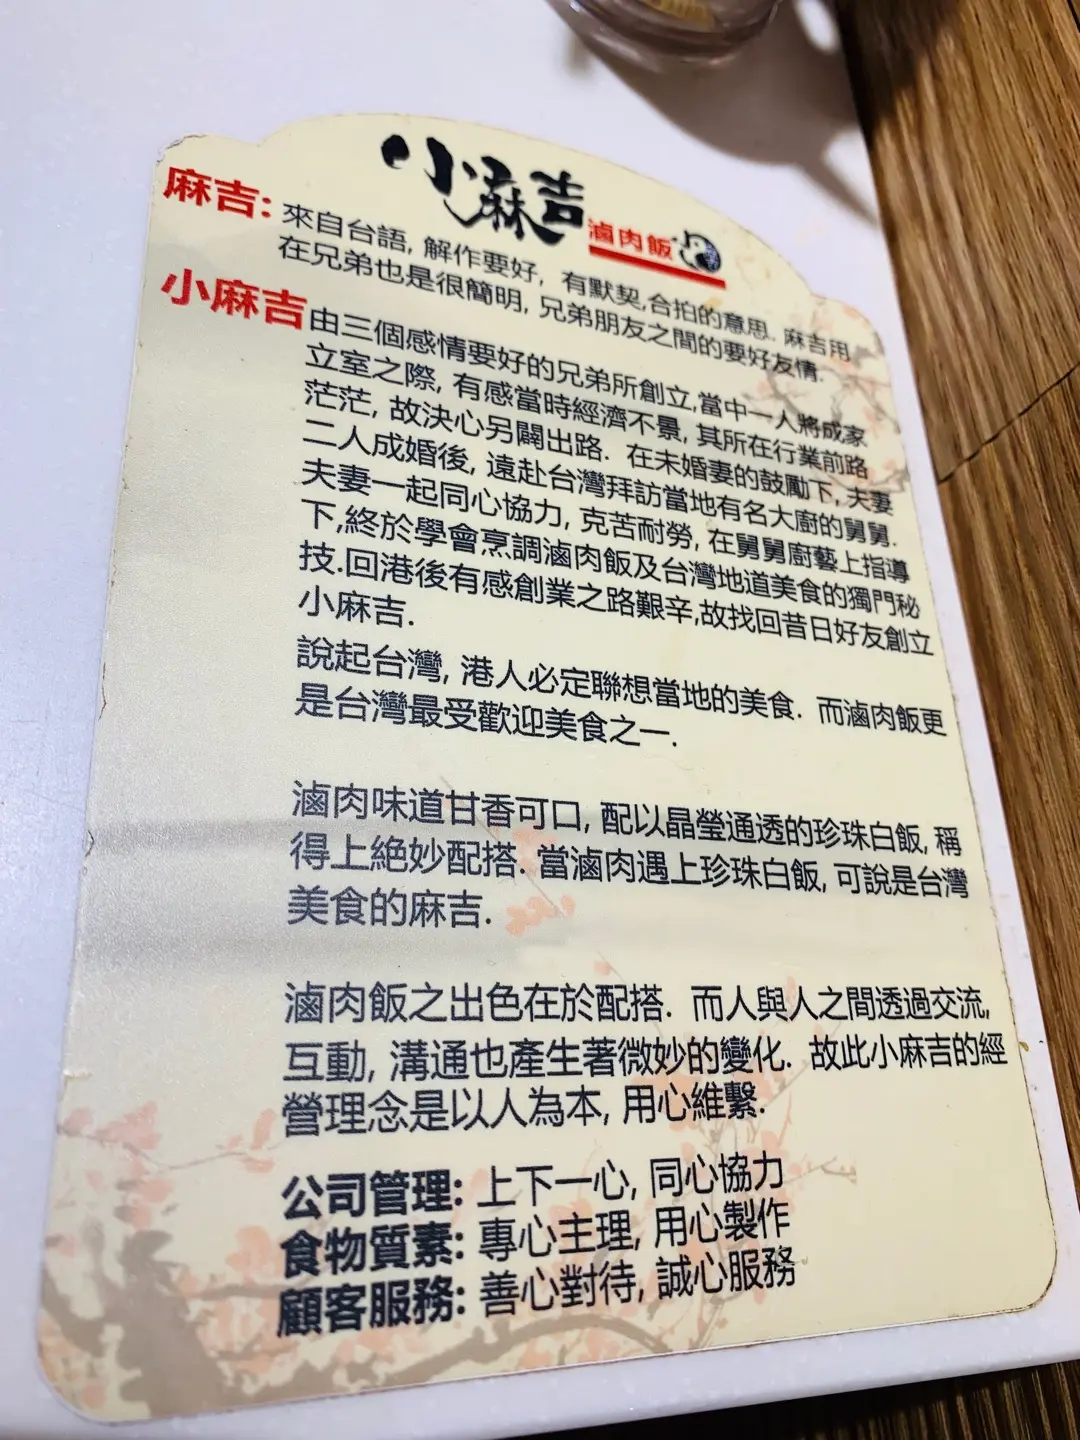 小麻吉
滷肉飯
麻吉: 來自台語, 解作要好, 有默契,合拍的意思. 麻吉用
在兄弟也是很簡明, 兄弟朋友之間的要好友情.
小麻吉由三個感情要好的兄弟所創立,當中一人將成家
立室之際, 有感當時經濟不景, 其所在行業前路
茫茫, 故決心另闢出路. 在未婚妻的鼓勵下, 夫妻
二人成婚後, 遠赴台灣拜訪當地有名大廚的舅舅.
夫妻一起同心協力, 克苦耐勞, 在舅舅廚藝上指導
下,終於學會烹調滷肉飯及台灣地道美食的獨門秘
技.回港後有感創業之路艱辛,故找回昔日好友創立
小麻吉.
說起台灣, 港人必定聯想當地的美食. 而滷肉飯更
是台灣最受歡迎美食之一.
滷肉味道甘香可口, 配以晶瑩通透的珍珠白飯, 稱
得上絕妙配搭. 當滷肉遇上珍珠白飯, 可說是台灣
美食的麻吉.
滷肉飯之出色在於配搭. 而人與人之間透過交流,
互動, 溝通也產生著微妙的變化. 故此小麻吉的經
營理念是以人為本, 用心維繫.
公司管理: 上下一心, 同心協力
食物質素: 專心主理, 用心製作
顧客服務: 善心對待, 誠心服務